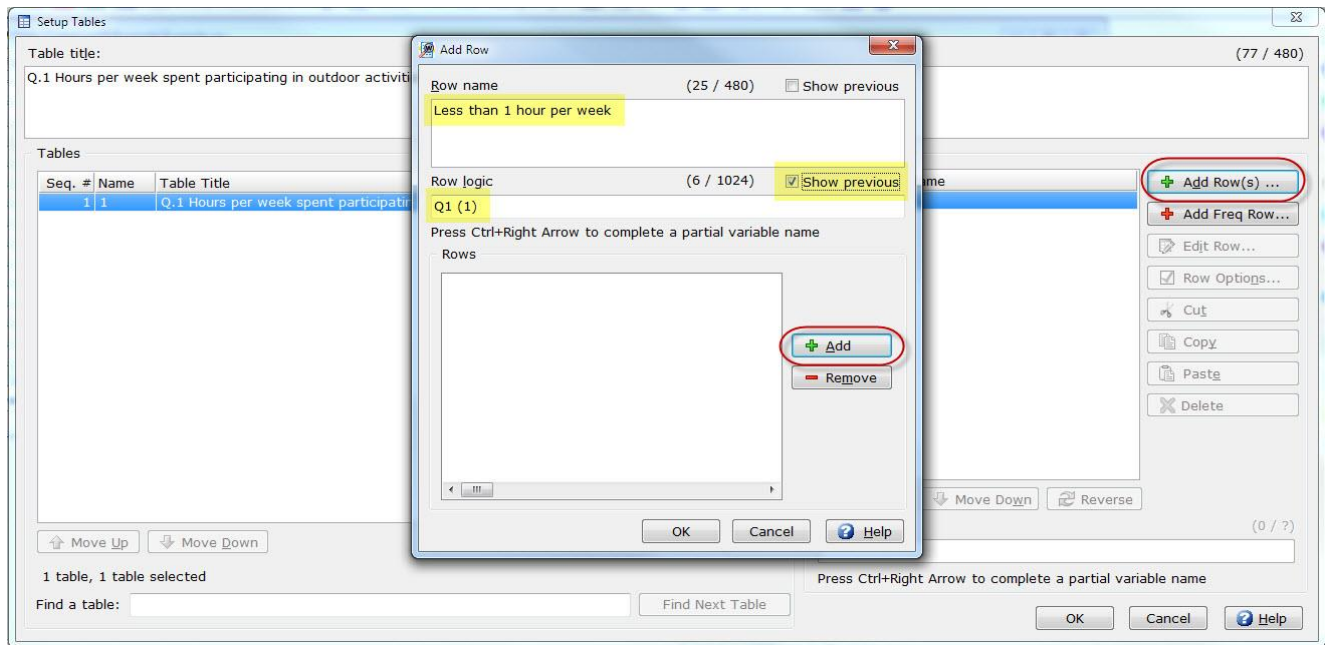 Setup Tables
Table title:
(77 / 480)
Q.1 Hours per week spent participating in outdoor activiti
Tables
Seq. # Name Table Title
1 1 Q.1 Hours per week spent participatin
Move Up Move Down
1 table, 1 table selected
Find a table: Find Next Table
Add Row
Row name (25 / 480) Show previous
Less than 1 hour per week
Row logic (6 / 1024) Show previous
Q1 (1)
Press Ctrl+Right Arrow to complete a partial variable name
Rows
Add
Remove
OK Cancel Help
me
Add Row(s) ...
Add Freq Row...
Edit Row...
Row Options...
Cut
Copy
Paste
Delete
Move Down Reverse
(0 / ?)
Press Ctrl+Right Arrow to complete a partial variable name
OK Cancel Help